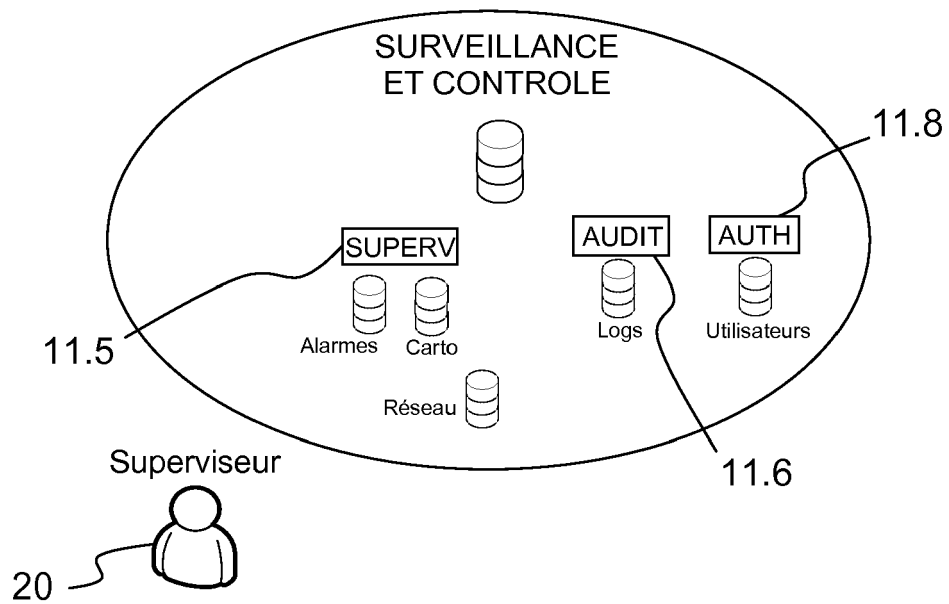 SURVEILLANCE
ET CONTROLE
11.8
SUPERV
AUDIT
AUTH
11.5
Alarmes
Carto
Logs
Utilisateurs
Réseau
Superviseur
11.6
20